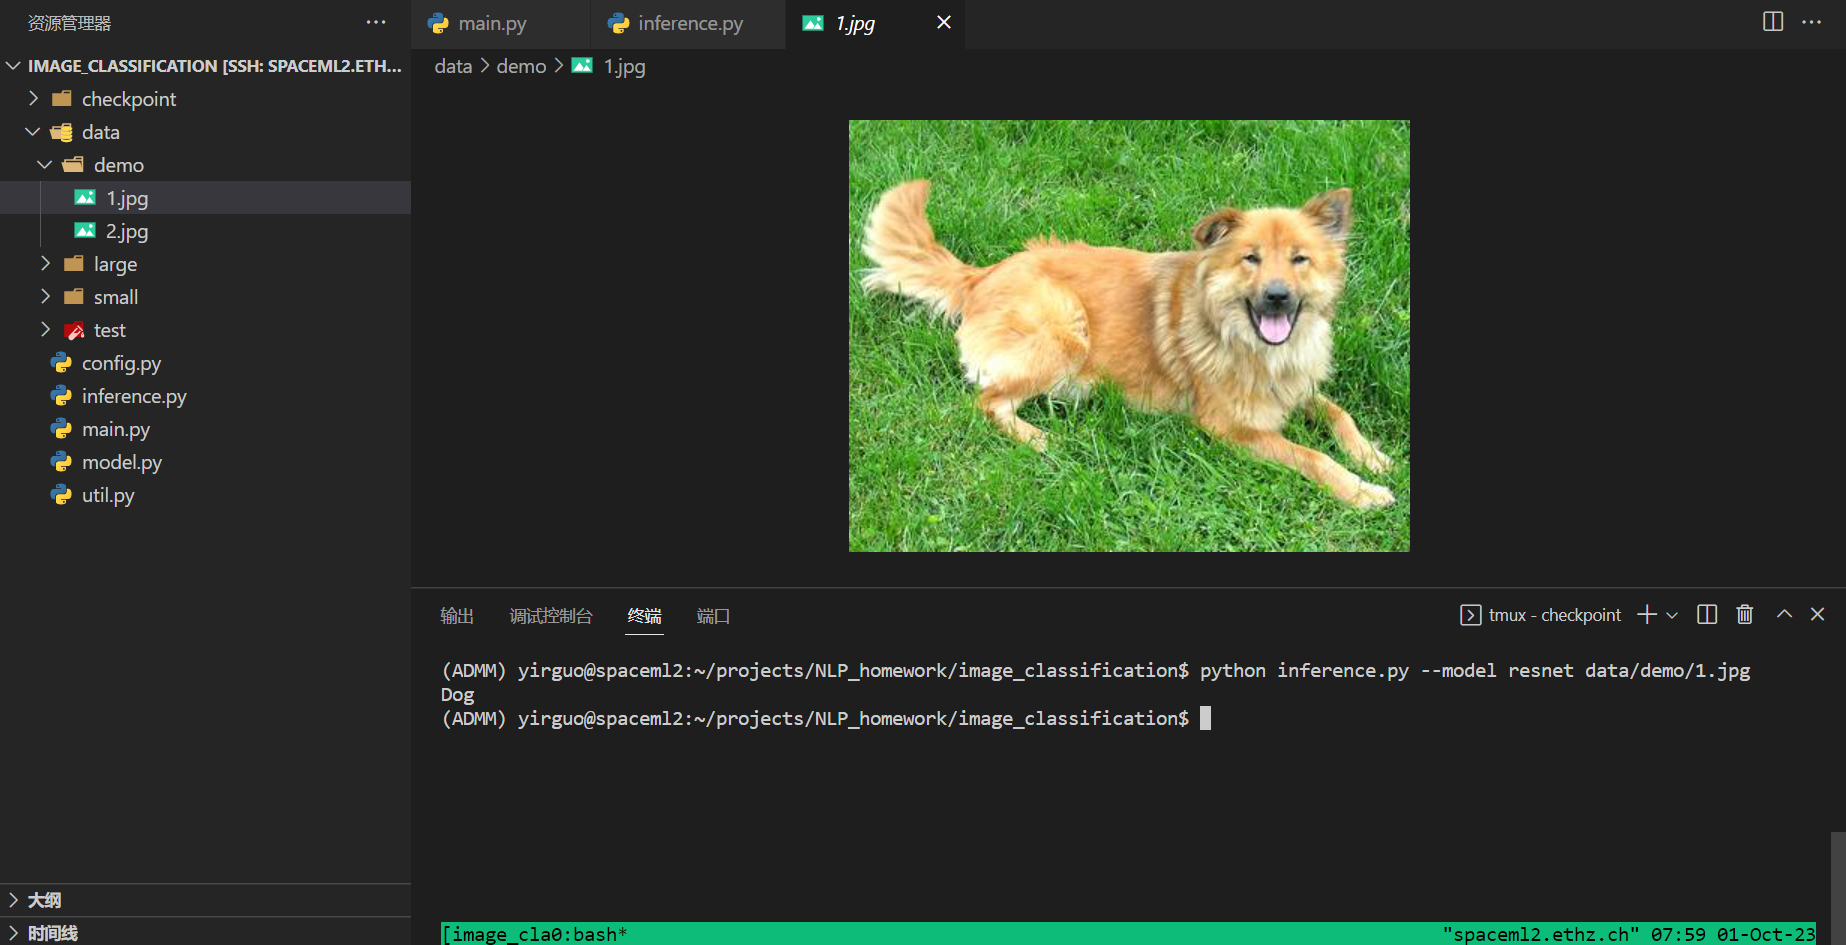 资源管理器
IMAGE_CLASSIFICATION [SSH: SPACEML2.ETH...
checkpoint
data
demo
1.jpg
2.jpg
large
small
test
config.py
inference.py
main.py
model.py
util.py
大纲
时间线
main.py inference.py 1.jpg
data > demo > 1.jpg
输出 调试控制台 终端 端口 tmux - checkpoint
(ADMM) yirguo@spaceml2:~/projects/NLP_homework/image_classification$ python inference.py --model resnet data/demo/1.jpg
Dog
(ADMM) yirguo@spaceml2:~/projects/NLP_homework/image_classification$
[image_cla0:bash* "spaceml2.ethz.ch" 07:59 01-Oct-23